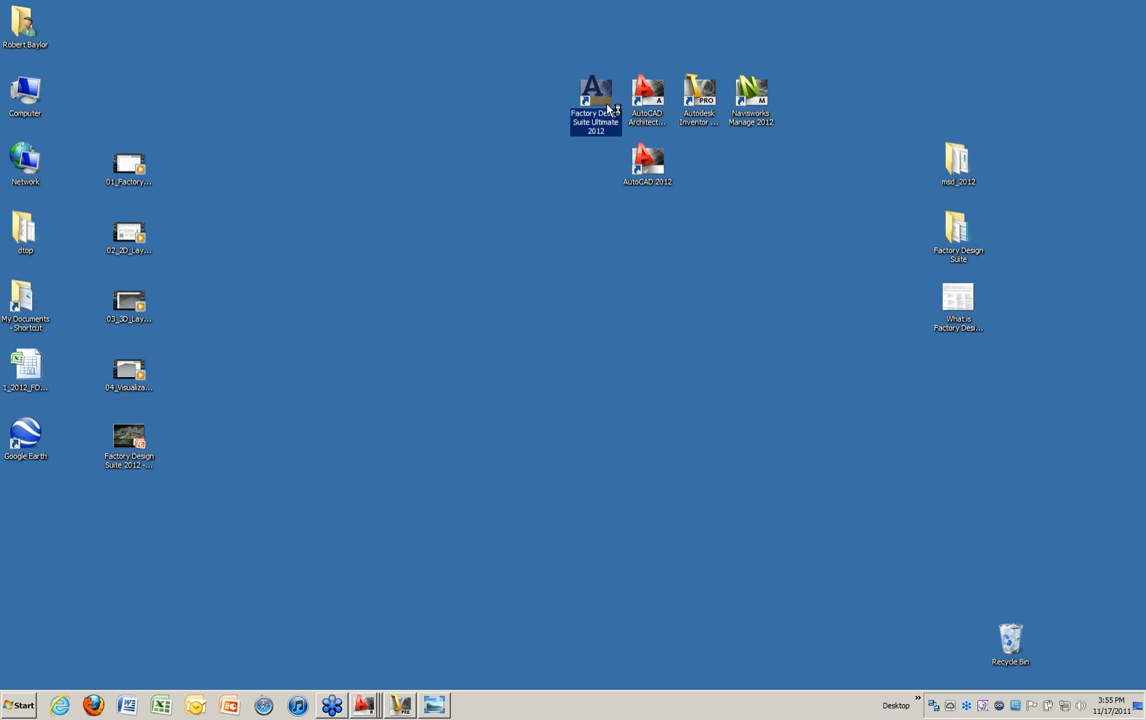 Robert Baylor
Computer
Network
dtop
My Documents
- Shortcut
1_2012_FD...
Google Earth
01_Factory...
02_2D_Lay...
03_3D_Lay...
04_Visualiza...
Factory Design
Suite 2012 -...
Factory Design
Suite Ultimate
2012
AutoCAD
Architect...
Autodesk
Inventor ...
Navisworks
Manage 2012
AutoCAD 2012
msd_2012
Factory Design
Suite
What is
Factory Desi...
Recycle Bin
Start
Desktop
3:55 PM
11/17/2011